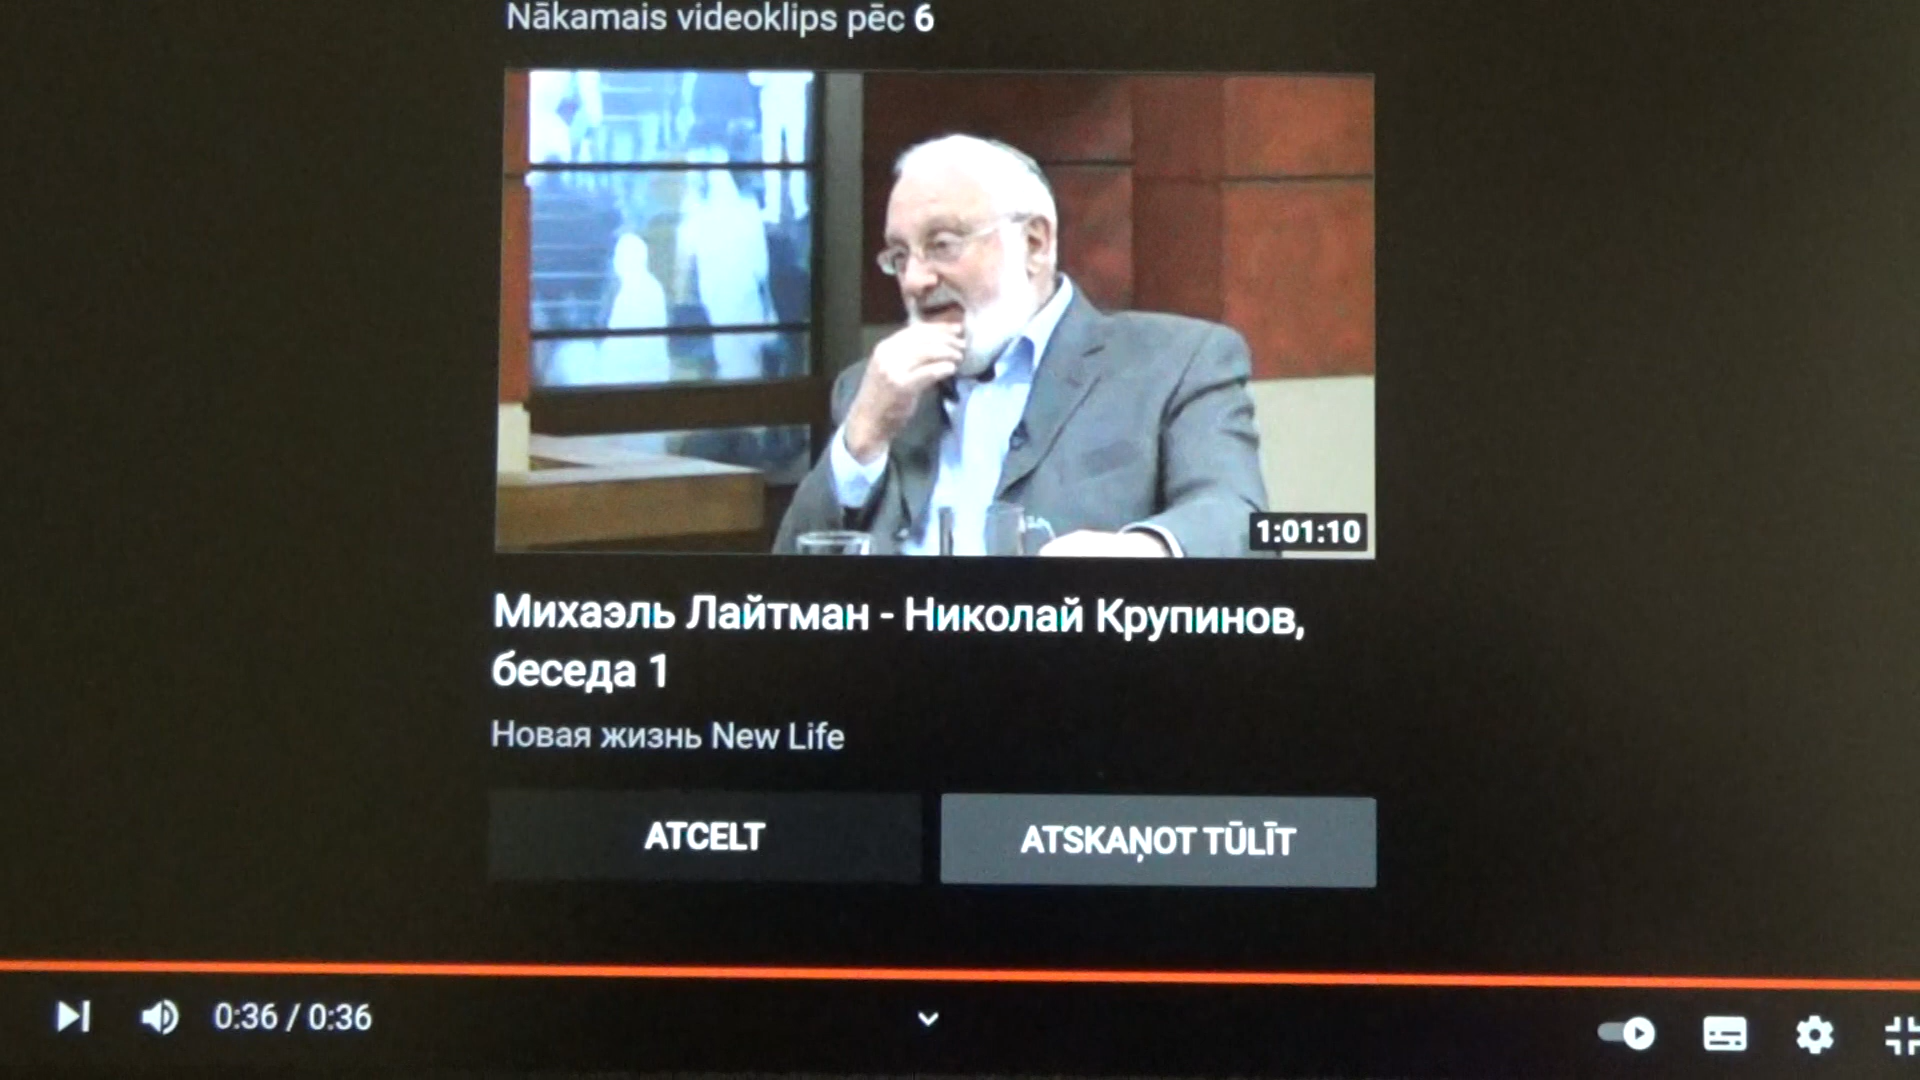 Nākamais videoklips pēc 6
1:01:10
Михаэль Лайтман - Николай Крупинов,
беседа 1
Новая жизнь New Life
ATCELT
ATSKAŅOT TŪLĪT
0:36 / 0:36